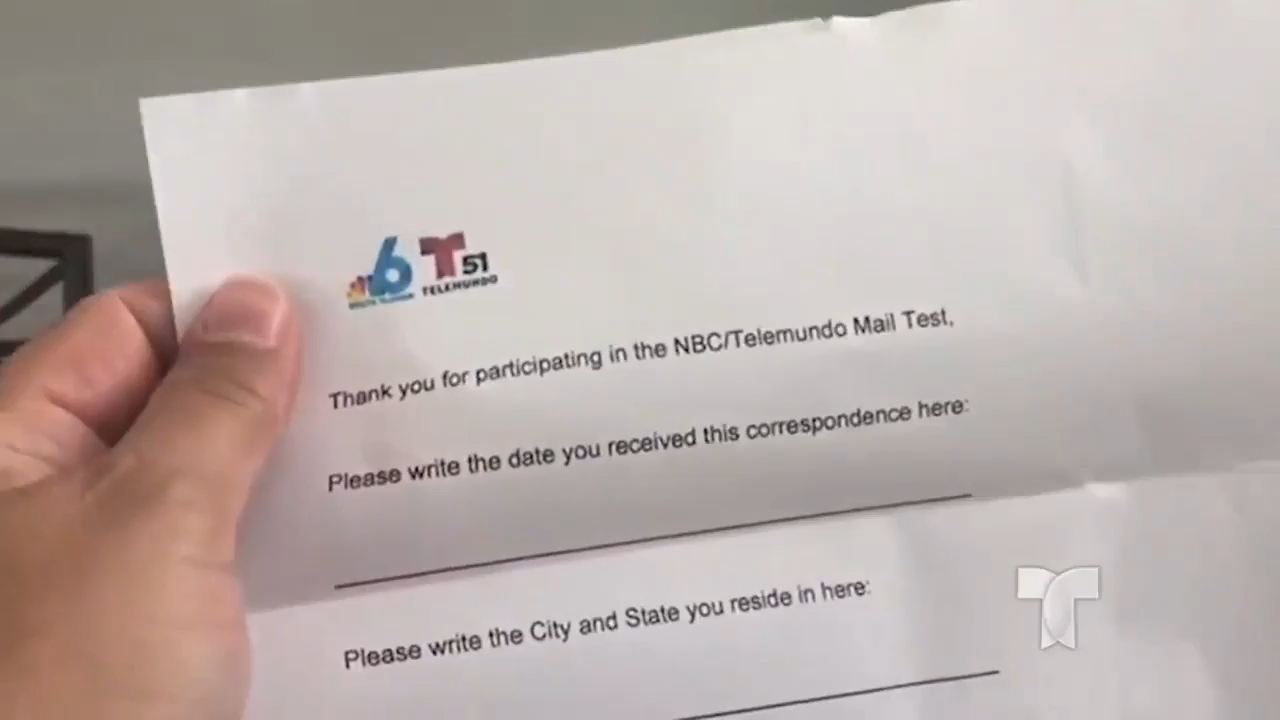 6 T51
TELEMUNDO
Thank you for participating in the NBC/Telemundo Mail Test,
Please write the date you received this correspondence here:
Please write the City and State you reside in here:
T